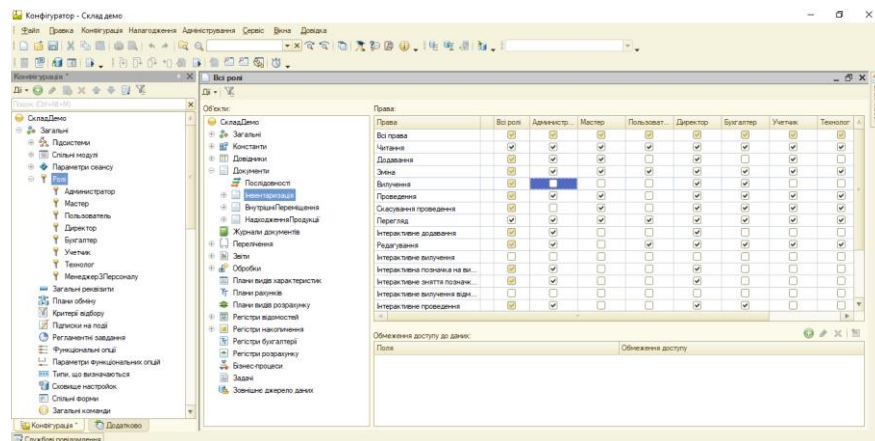 Конфігуратор - Склад демо
Файл Правка Конфігурація Налагодження Адміністрування Сервіс Вікна Довідка
Конфігурація *
Дії
Пошук (Ctrl+Alt+M)
СкладДемо
Загальні
Підсистеми
Спільні модулі
Параметри сеансу
Ролі
Администратор
Мастер
Пользователь
Директор
Бухгалтер
Учетчик
Технолог
МенеджерЗПерсоналу
Загальні реквізити
Плани обміну
Критерії відбору
Підписки на події
Регламентні завдання
Функціональні опції
Параметри функціональних опцій
Типи, що визначаються
Сховище настройок
Спільні форми
Загальні команди
Конфігурація *
Додатково
Службові повідомлення
Всі ролі
Дії
Об'єкти:
СкладДемо
Загальні
Константи
Довідники
Документи
Послідовності
Інвентаризація
ВнутрішніПереміщення
НадходженняПродукції
Журнали документів
Перелічення
Звіти
Обробки
Плани видів характеристик
Плани рахунків
Плани видів розрахунку
Регістри відомостей
Регістри накопичення
Регістри бухгалтерії
Регістри розрахунку
Бізнес-процеси
Задачі
Зовнішнє джерело даних
Права:
Права Всі ролі Администр... Мастер Пользоват... Директор Бухгалтер Учетчик Технолог
Всі права
Читання
Додавання
Зміна
Вилучення
Проведення
Скасування проведення
Перегляд
Інтерактивне додавання
Редагування
Інтерактивне вилучення
Інтерактивна позначка на ви...
Інтерактивне зняття позначк...
Інтерактивне вилучення відм...
Інтерактивне проведення
Обмеження доступу до даних:
Поля Обмеження доступу